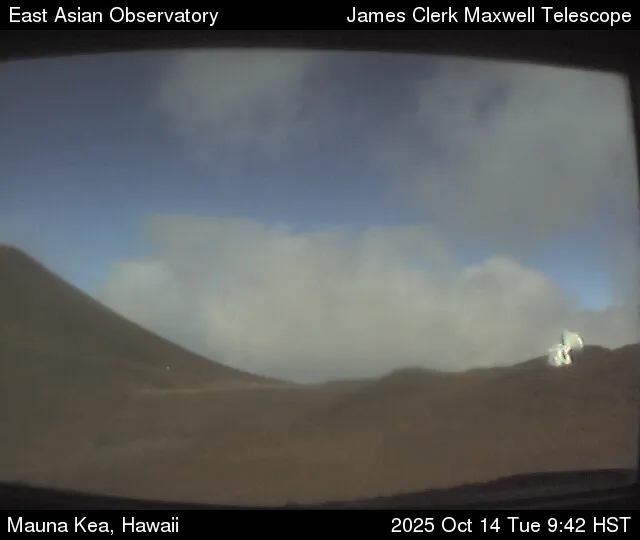 East Asian Observatory
James Clerk Maxwell Telescope
Mauna Kea, Hawaii
2025 Oct 14 Tue 9:42 HST